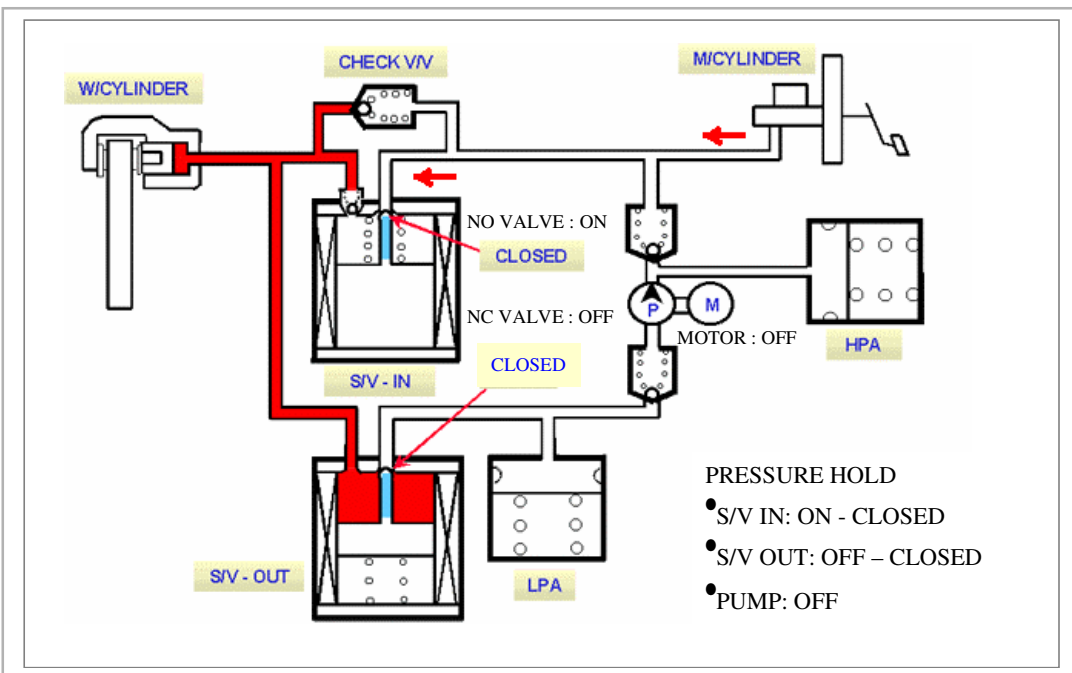 CHECK V/V
M/CYLINDER
W/CYLINDER
NO VALVE : ON
CLOSED
NC VALVE : OFF
P
M
MOTOR : OFF
HPA
CLOSED
S/V - IN
PRESSURE HOLD
•S/V IN: ON - CLOSED
•S/V OUT: OFF – CLOSED
•PUMP: OFF
S/V - OUT
LPA